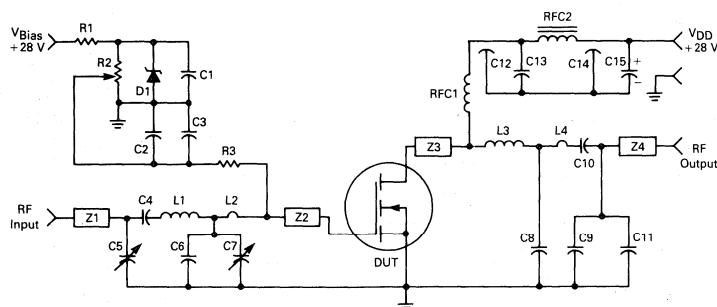 RFC2
VBias
+28 V
R1
VDD
+28 V
R2
D1
C1
C12
C13
C14
C15
+
−
RFC1
C2
C3
R3
Z3
L3
L4
C10
Z4
RF
Output
RF
Input
Z1
C4
L1
L2
Z2
C5
C6
C7
DUT
C8
C9
C11